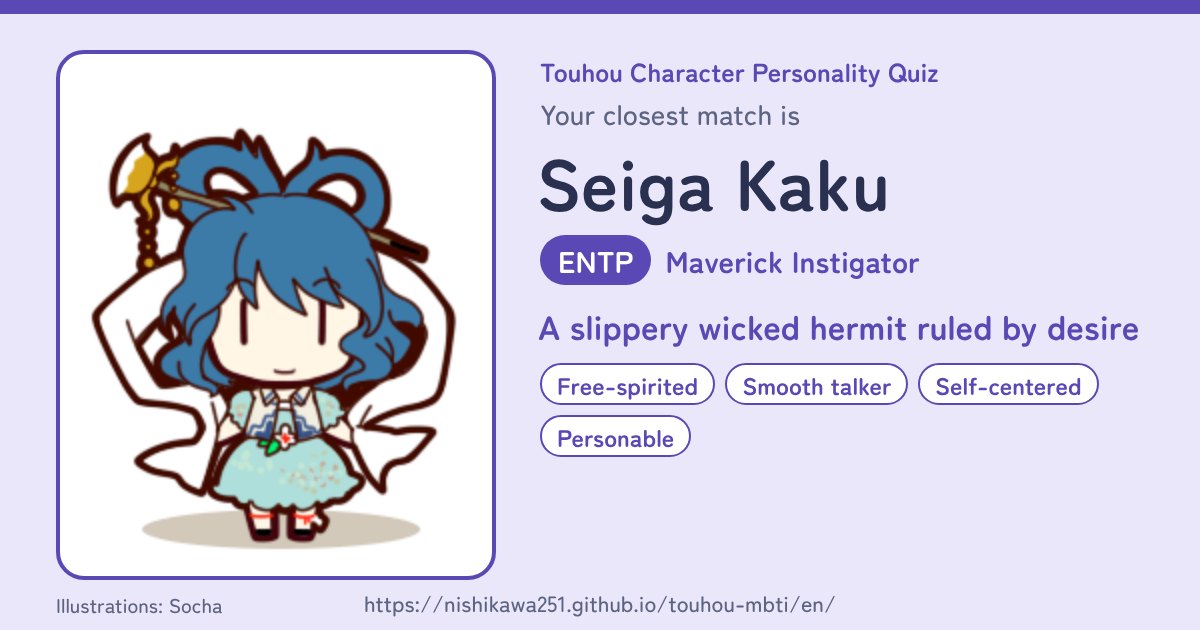 Touhou Character Personality Quiz
Your closest match is
Seiga Kaku
ENTP Maverick Instigator
A slippery wicked hermit ruled by desire
Free-spirited Smooth talker Self-centered
Personable
Illustrations: Socha https://nishikawa251.github.io/touhou-mbti/en/